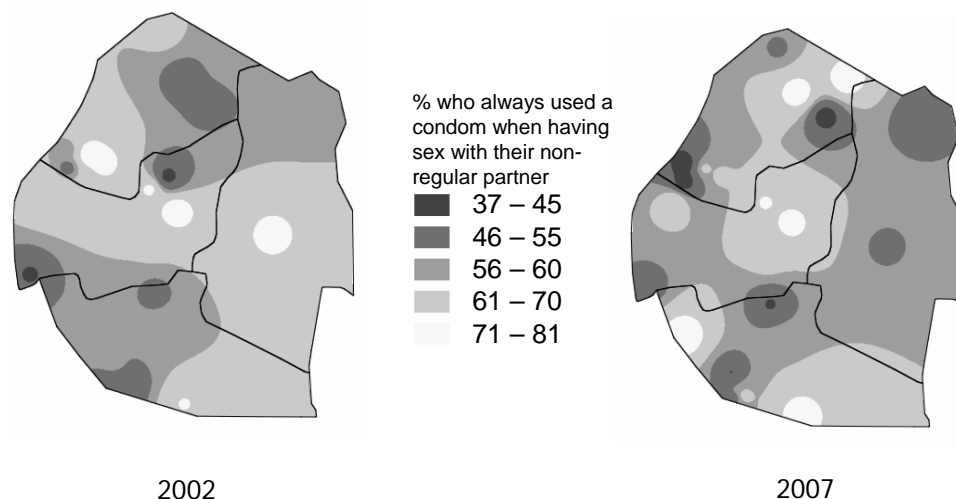 % who always used a
condom when having
sex with their non-
regular partner
37 – 45
46 – 55
56 – 60
61 – 70
71 – 81
2002
2007